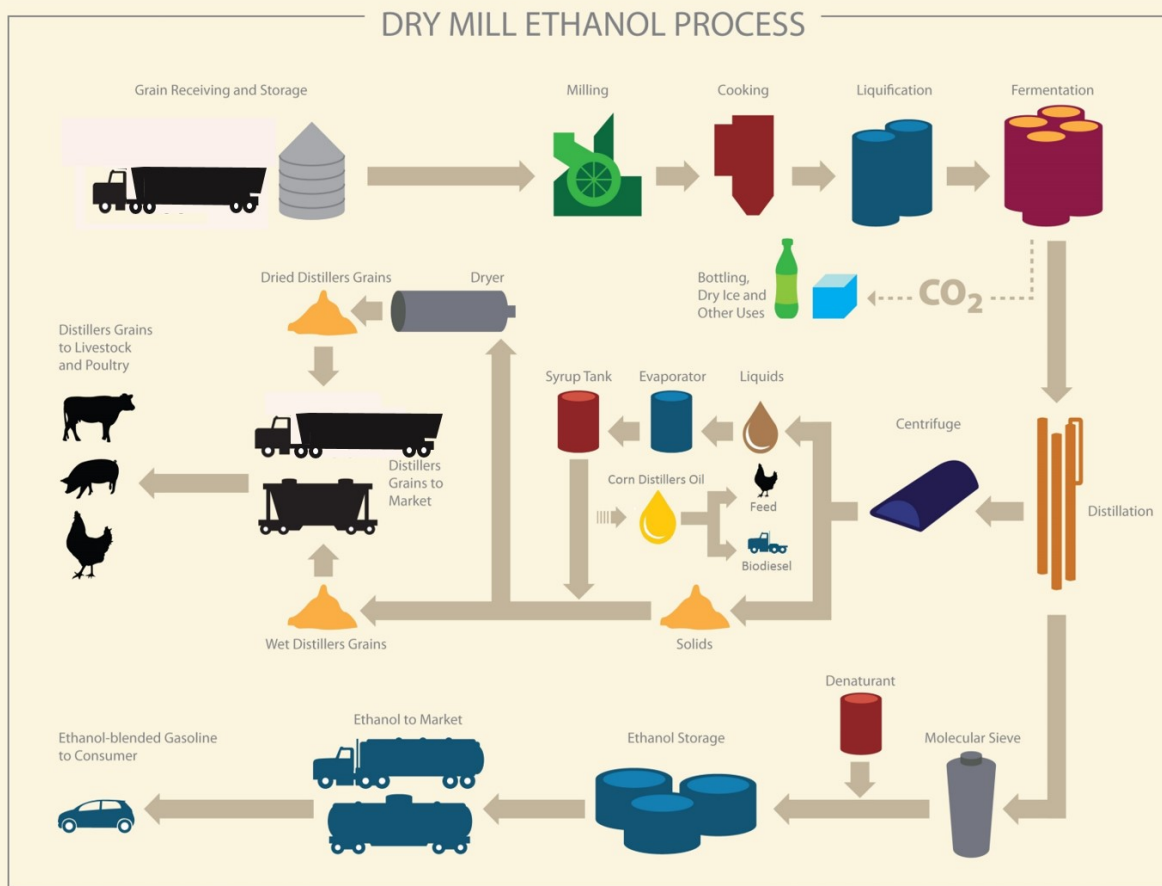 DRY MILL ETHANOL PROCESS
Grain Receiving and Storage
Milling
Cooking
Liquification
Fermentation
Bottling,
Dry Ice and
Other Uses
CO2
Dried Distillers Grains
Dryer
Distillers Grains
to Livestock
and Poultry
Syrup Tank
Evaporator
Liquids
Centrifuge
Distillers
Grains to
Market
Corn Distillers Oil
Feed
Biodiesel
Distillation
Wet Distillers Grains
Solids
Denaturant
Ethanol-blended Gasoline
to Consumer
Ethanol to Market
Ethanol Storage
Molecular Sieve